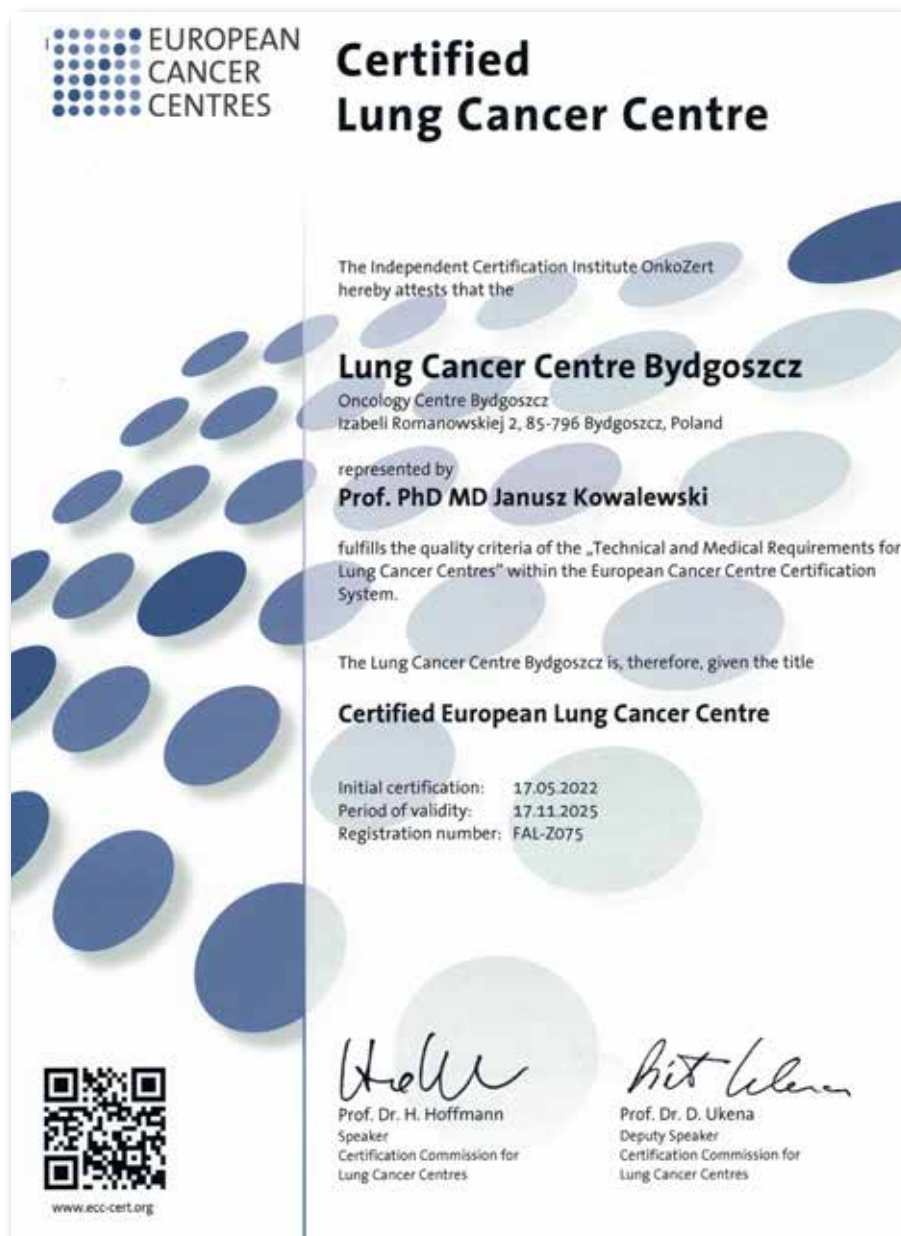 EUROPEAN
CANCER
CENTRES
Certified
Lung Cancer Centre
The Independent Certification Institute OnkoZert
hereby attests that the
Lung Cancer Centre Bydgoszcz
Oncology Centre Bydgoszcz
Izabeli Romanowskiej 2, 85-796 Bydgoszcz, Poland
represented by
Prof. PhD MD Janusz Kowalewski
fulfills the quality criteria of the „Technical and Medical Requirements for
Lung Cancer Centres" within the European Cancer Centre Certification
System.
The Lung Cancer Centre Bydgoszcz is, therefore, given the title
Certified European Lung Cancer Centre
Initial certification: 17.05.2022
Period of validity: 17.11.2025
Registration number: FAL-Z075
Prof. Dr. H. Hoffmann
Speaker
Certification Commission for
Lung Cancer Centres
Prof. Dr. D. Ukena
Deputy Speaker
Certification Commission for
Lung Cancer Centres
www.ecc-cert.org